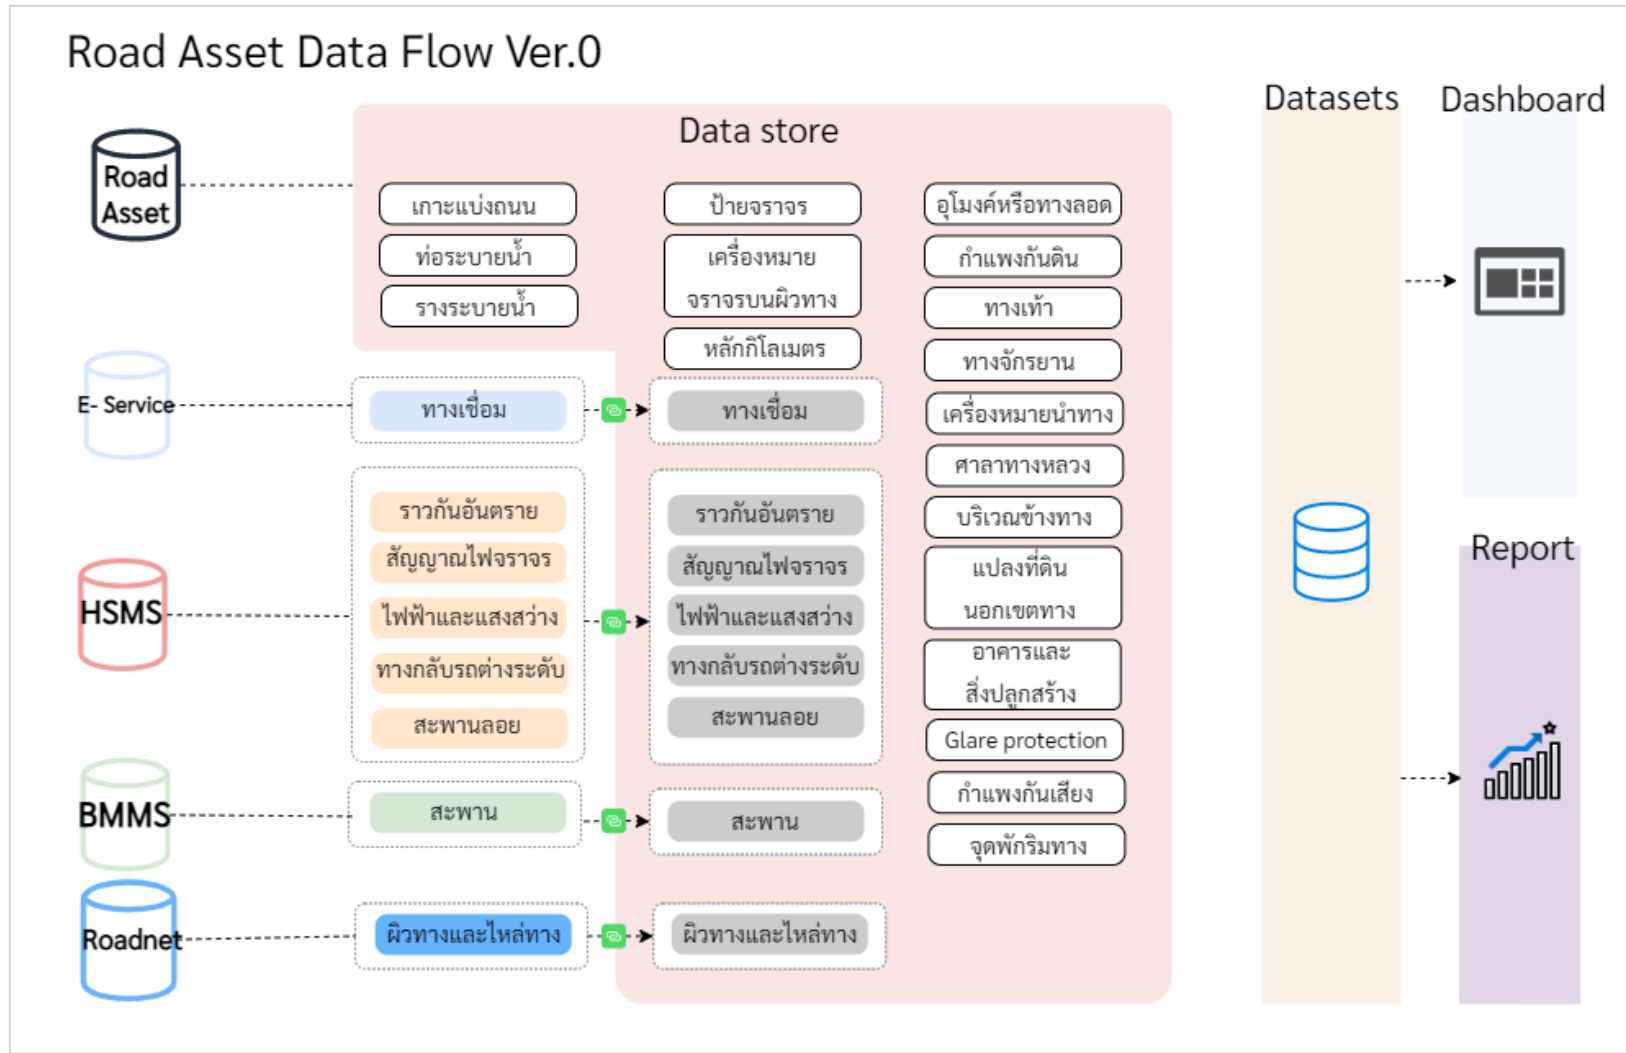 Road Asset Data Flow Ver.0
Datasets
Dashboard
Data store
Road
Asset
เกาะแบ่งถนน
ท่อระบายน้ำ
รางระบายน้ำ
ป้ายจราจร
เครื่องหมาย
จราจรบนผิวทาง
หลักกิโลเมตร
อุโมงค์หรือทางลอด
กำแพงกันดิน
ทางเท้า
ทางจักรยาน
เครื่องหมายนำทาง
ศาลาทางหลวง
บริเวณข้างทาง
แปลงที่ดิน
นอกเขตทาง
อาคารและ
สิ่งปลูกสร้าง
Glare protection
กำแพงกันเสียง
จุดพักริมทาง
E- Service
ทางเชื่อม
ทางเชื่อม
HSMS
ราวกันอันตราย
สัญญาณไฟจราจร
ไฟฟ้าและแสงสว่าง
ทางกลับรถต่างระดับ
สะพานลอย
ราวกันอันตราย
สัญญาณไฟจราจร
ไฟฟ้าและแสงสว่าง
ทางกลับรถต่างระดับ
สะพานลอย
BMMS
สะพาน
สะพาน
Roadnet
ผิวทางและไหล่ทาง
ผิวทางและไหล่ทาง
Report